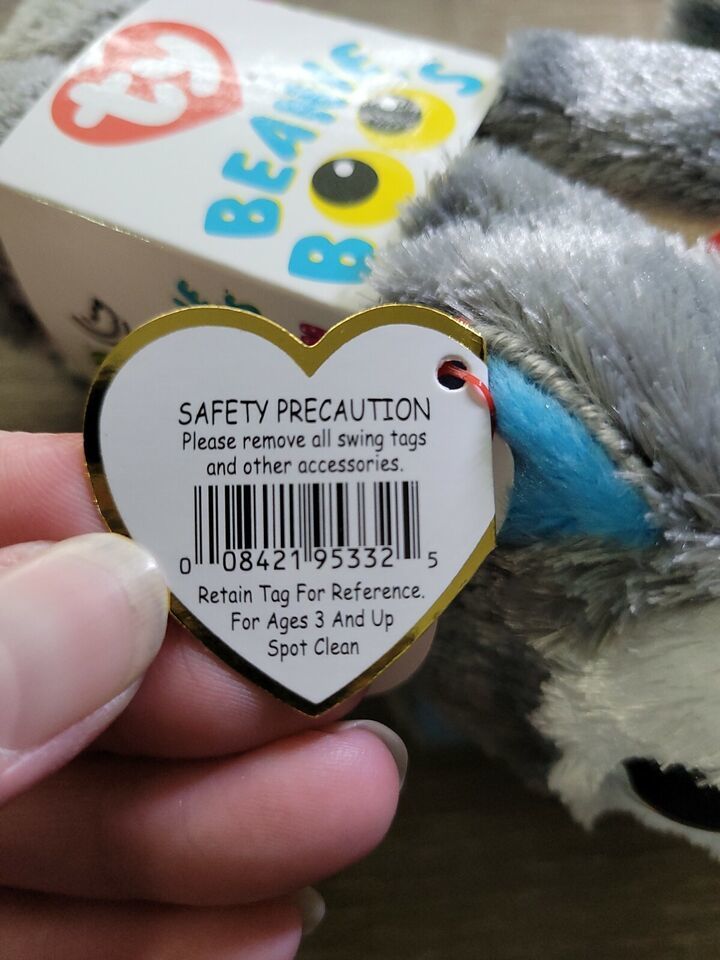 ty
BEANIE
BOO'S
SAFETY PRECAUTION
Please remove all swing tags
and other accessories.
0 08421 95332 5
Retain Tag For Reference.
For Ages 3 And Up
Spot Clean